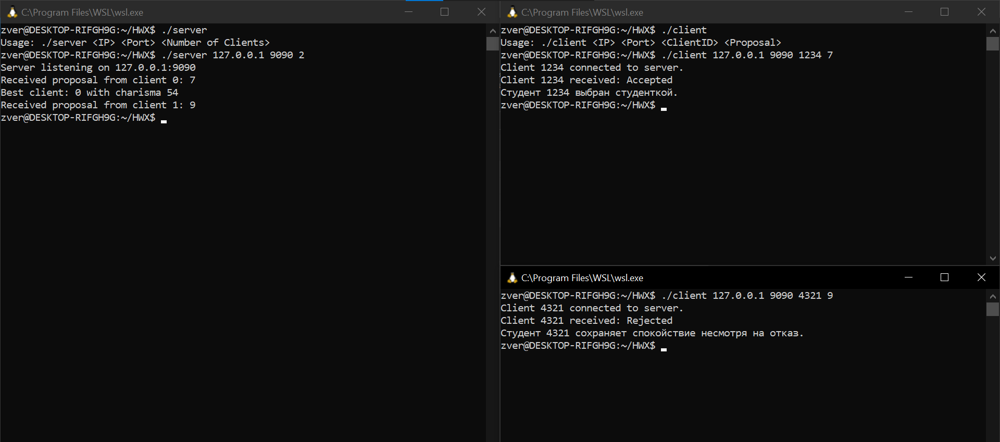 C:\Program Files\WSL\wsl.exe
zver@DESKTOP-RIFGH9G:~/HWX$ ./server
Usage: ./server <IP> <Port> <Number of Clients>
zver@DESKTOP-RIFGH9G:~/HWX$ ./server 127.0.0.1 9090 2
Server listening on 127.0.0.1:9090
Received proposal from client 0: 7
Best client: 0 with charisma 54
Received proposal from client 1: 9
zver@DESKTOP-RIFGH9G:~/HWX$
C:\Program Files\WSL\wsl.exe
zver@DESKTOP-RIFGH9G:~/HWX$ ./client
Usage: ./client <IP> <Port> <ClientID> <Proposal>
zver@DESKTOP-RIFGH9G:~/HWX$ ./client 127.0.0.1 9090 1234 7
Client 1234 connected to server.
Client 1234 received: Accepted
Студент 1234 выбран студенткой.
zver@DESKTOP-RIFGH9G:~/HWX$
C:\Program Files\WSL\wsl.exe
zver@DESKTOP-RIFGH9G:~/HWX$ ./client 127.0.0.1 9090 4321 9
Client 4321 connected to server.
Client 4321 received: Rejected
Студент 4321 сохраняет спокойствие несмотря на отказ.
zver@DESKTOP-RIFGH9G:~/HWX$